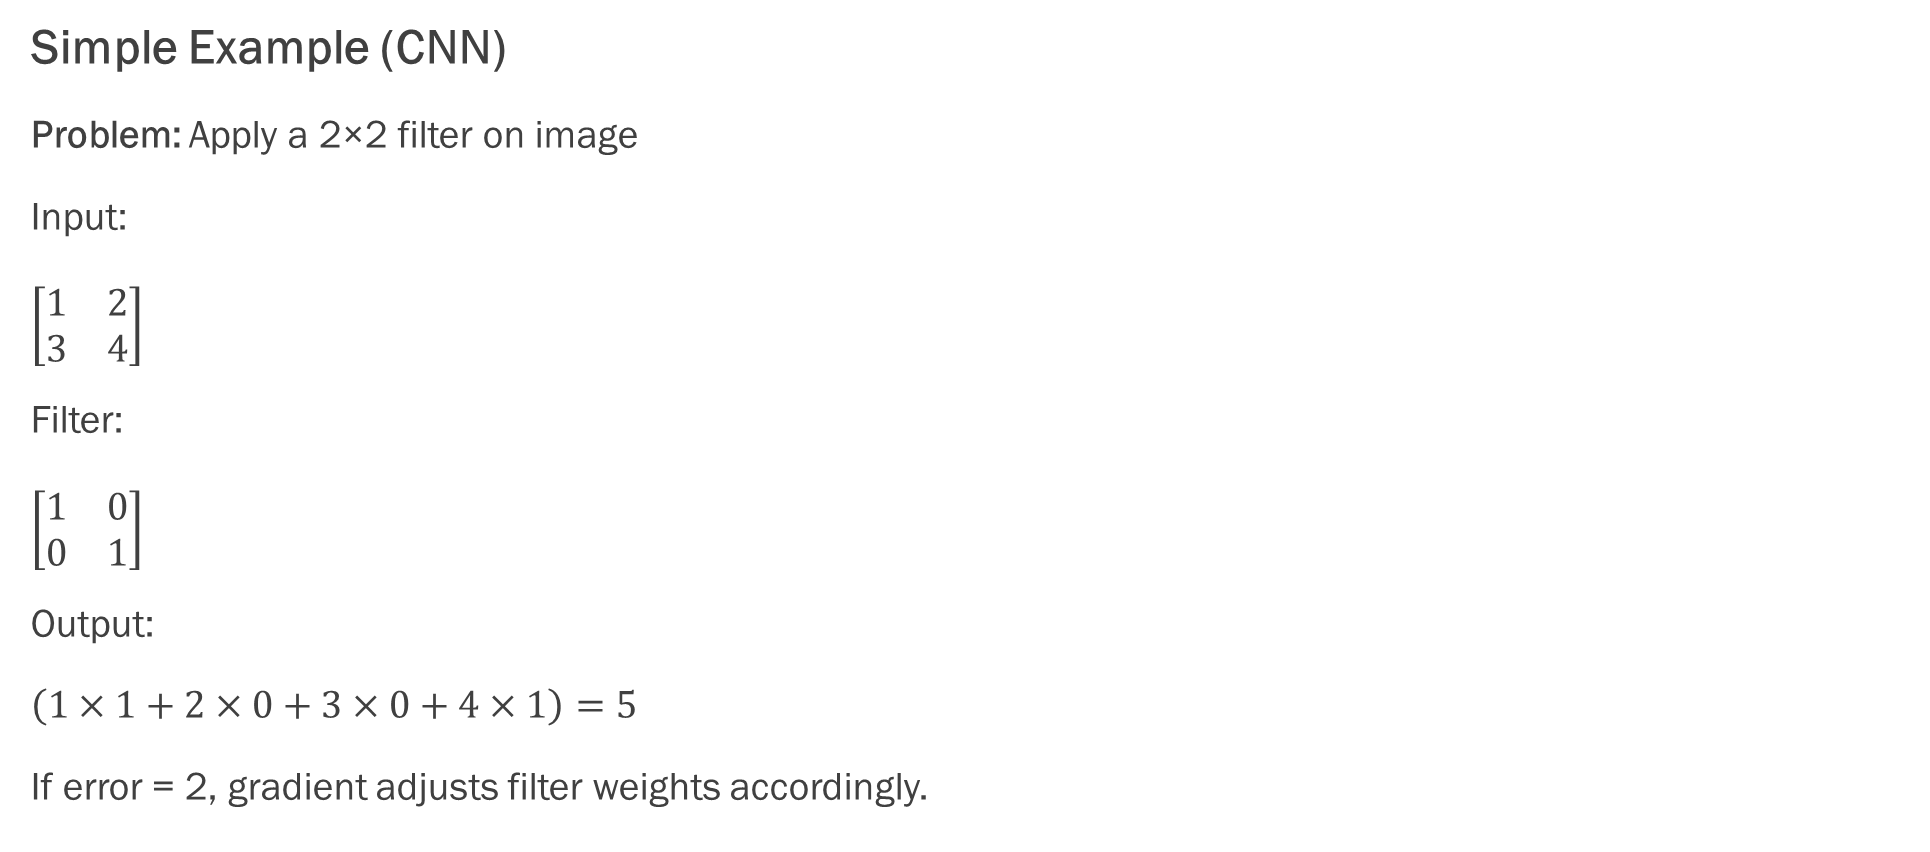 Simple Example (CNN)
Problem: Apply a 2×2 filter on image
Input:
[1 2
3 4]
Filter:
[1 0
0 1]
Output:
(1 × 1 + 2 × 0 + 3 × 0 + 4 × 1) = 5
If error = 2, gradient adjusts filter weights accordingly.